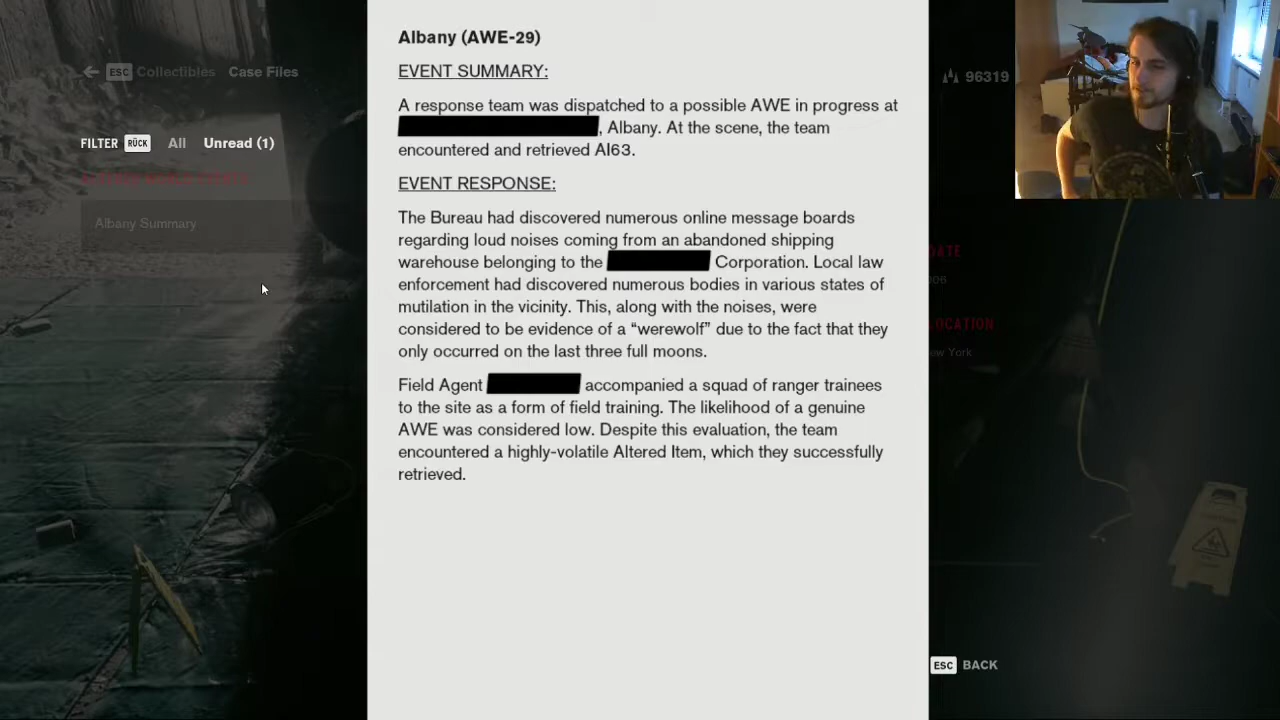 Albany (AWE-29)
EVENT SUMMARY:
A response team was dispatched to a possible AWE in progress at
, Albany. At the scene, the team
encountered and retrieved AI63.
EVENT RESPONSE:
The Bureau had discovered numerous online message boards
regarding loud noises coming from an abandoned shipping
warehouse belonging to the Corporation. Local law
enforcement had discovered numerous bodies in various states of
mutilation in the vicinity. This, along with the noises, were
considered to be evidence of a “werewolf” due to the fact that they
only occurred on the last three full moons.
Field Agent accompanied a squad of ranger trainees
to the site as a form of field training. The likelihood of a genuine
AWE was considered low. Despite this evaluation, the team
encountered a highly-volatile Altered Item, which they successfully
retrieved.
ESC Collectibles Case Files
FILTER RÜCK All Unread (1)
Albany Summary
96319
ESC BACK